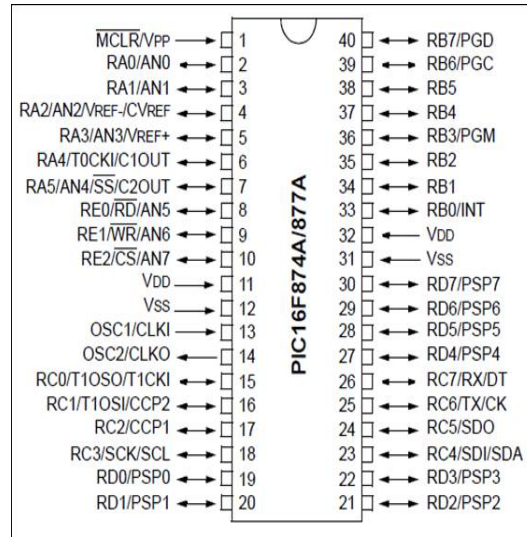 MCLR/VPP 1
RA0/AN0 2
RA1/AN1 3
RA2/AN2/VREF-/CVREF 4
RA3/AN3/VREF+ 5
RA4/T0CKI/C1OUT 6
RA5/AN4/SS/C2OUT 7
RE0/RD/AN5 8
RE1/WR/AN6 9
RE2/CS/AN7 10
VDD 11
VSS 12
OSC1/CLKI 13
OSC2/CLKO 14
RC0/T1OSO/T1CKI 15
RC1/T1OSI/CCP2 16
RC2/CCP1 17
RC3/SCK/SCL 18
RD0/PSP0 19
RD1/PSP1 20
PIC16F874A/877A
40 RB7/PGD
39 RB6/PGC
38 RB5
37 RB4
36 RB3/PGM
35 RB2
34 RB1
33 RB0/INT
32 VDD
31 VSS
30 RD7/PSP7
29 RD6/PSP6
28 RD5/PSP5
27 RD4/PSP4
26 RC7/RX/DT
25 RC6/TX/CK
24 RC5/SDO
23 RC4/SDI/SDA
22 RD3/PSP3
21 RD2/PSP2